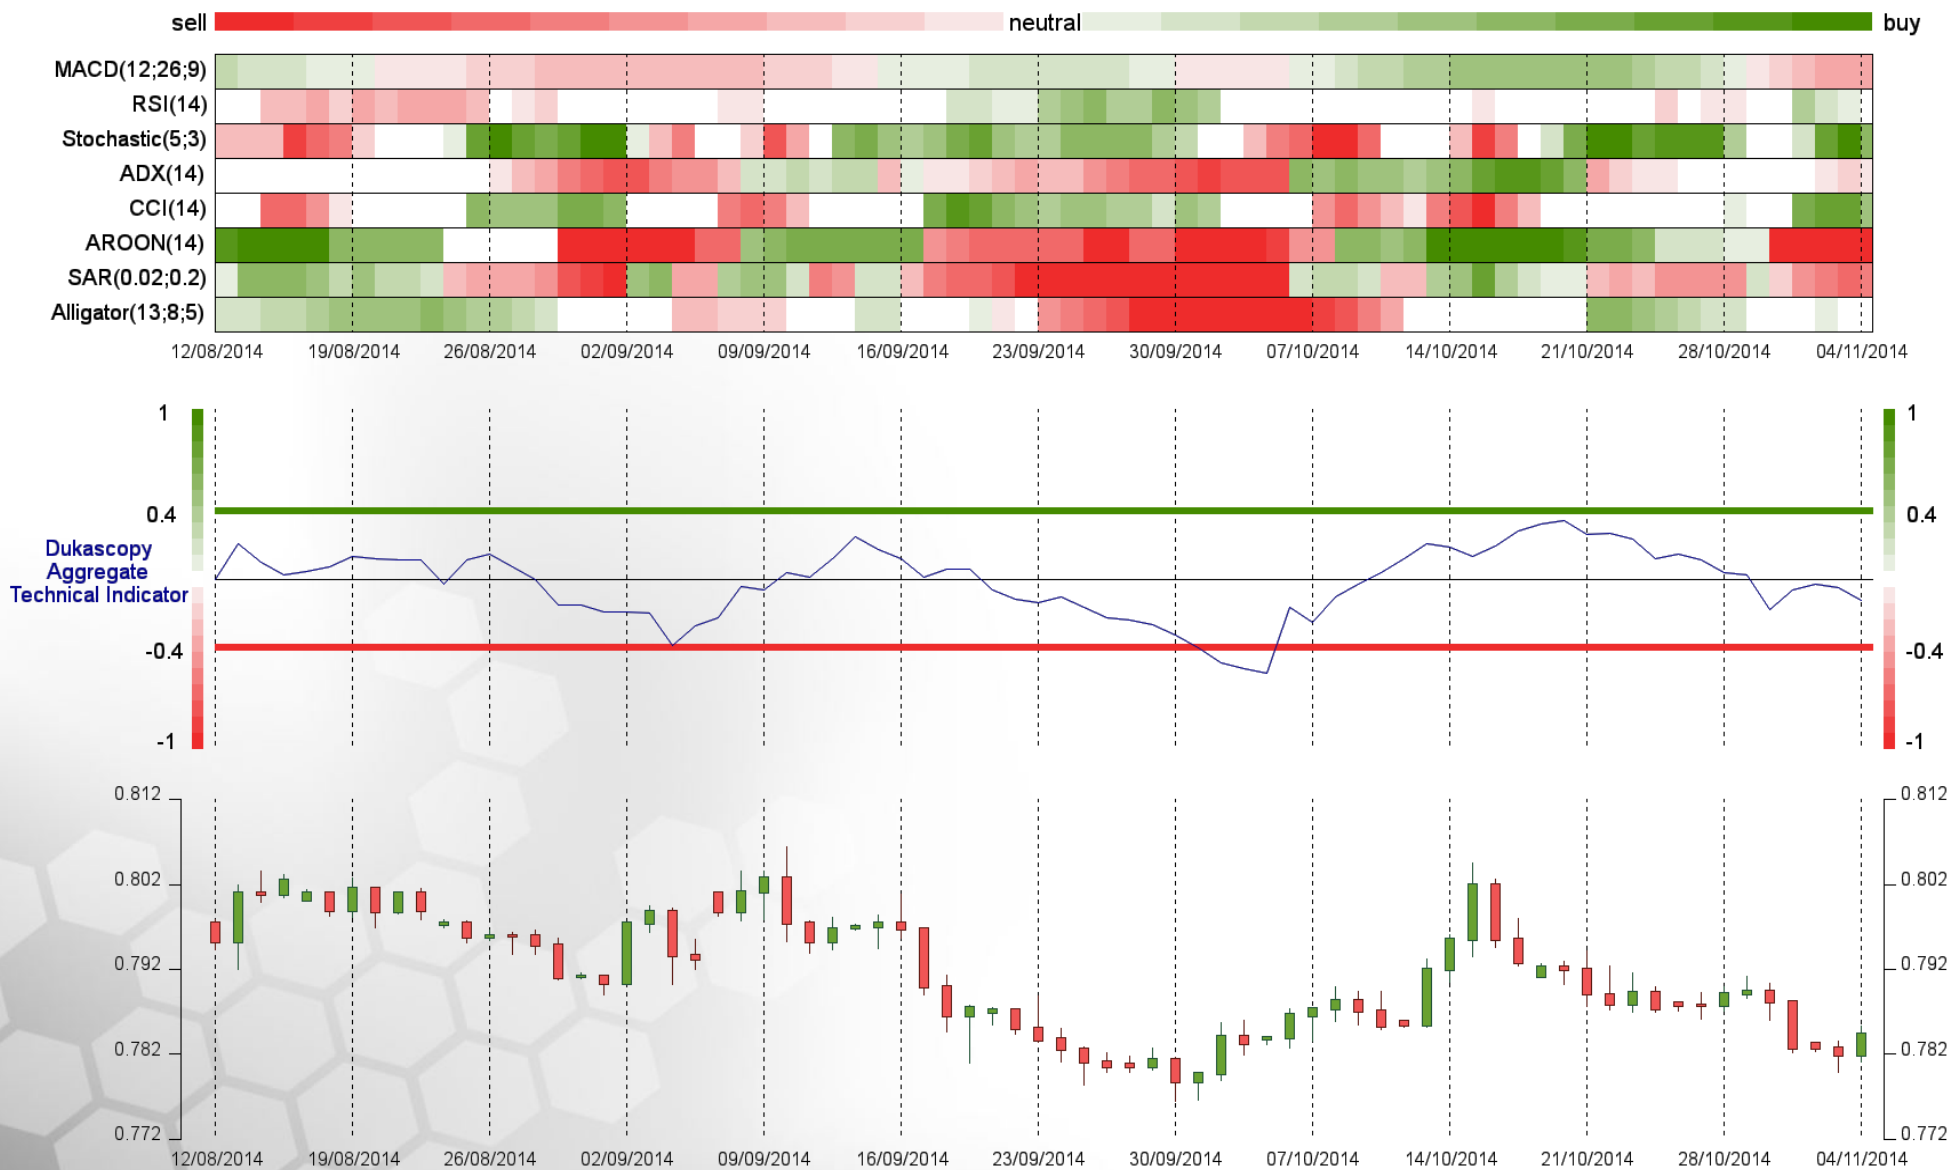 sell neutral buy
MACD(12;26;9)
RSI(14)
Stochastic(5;3)
ADX(14)
CCI(14)
AROON(14)
SAR(0.02;0.2)
Alligator(13;8;5)
12/08/2014 19/08/2014 26/08/2014 02/09/2014 09/09/2014 16/09/2014 23/09/2014 30/09/2014 07/10/2014 14/10/2014 21/10/2014 28/10/2014 04/11/2014
1 1
0.4 0.4
Dukascopy
Aggregate
Technical Indicator
-0.4 -0.4
-1 -1
0.812 0.812
0.802 0.802
0.792 0.792
0.782 0.782
0.772 0.772
12/08/2014 19/08/2014 26/08/2014 02/09/2014 09/09/2014 16/09/2014 23/09/2014 30/09/2014 07/10/2014 14/10/2014 21/10/2014 28/10/2014 04/11/2014